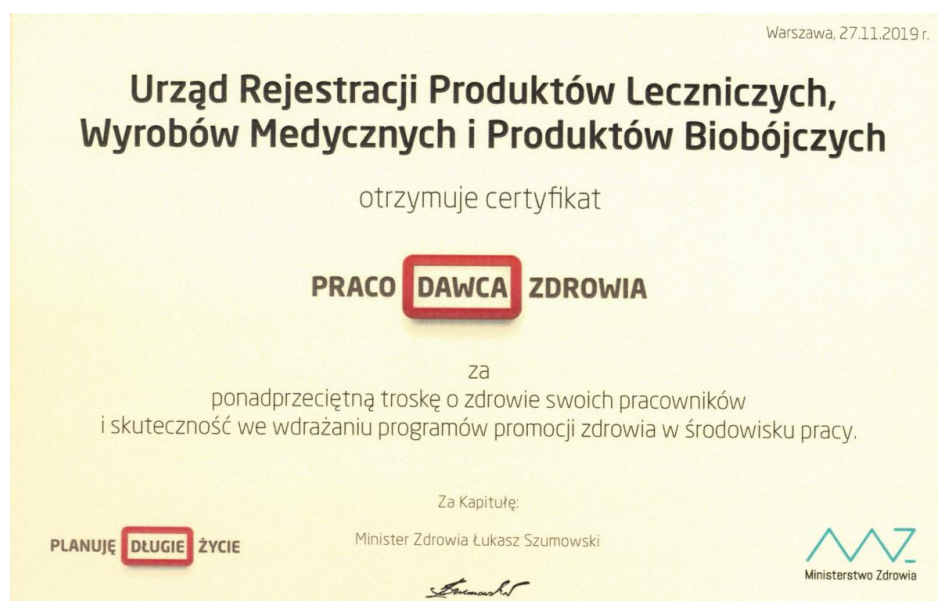 Warszawa, 27.11.2019 r.
Urząd Rejestracji Produktów Leczniczych,
Wyrobów Medycznych i Produktów Biobójczych
otrzymuje certyfikat
PRACO DAWCA ZDROWIA
za
ponadprzeciętną troskę o zdrowie swoich pracowników
i skuteczność we wdrażaniu programów promocji zdrowia w środowisku pracy.
Za Kapitułę:
Minister Zdrowia Łukasz Szumowski
PLANUJĘ DŁUGIE ŻYCIE
Szumowski
MZ
Ministerstwo Zdrowia